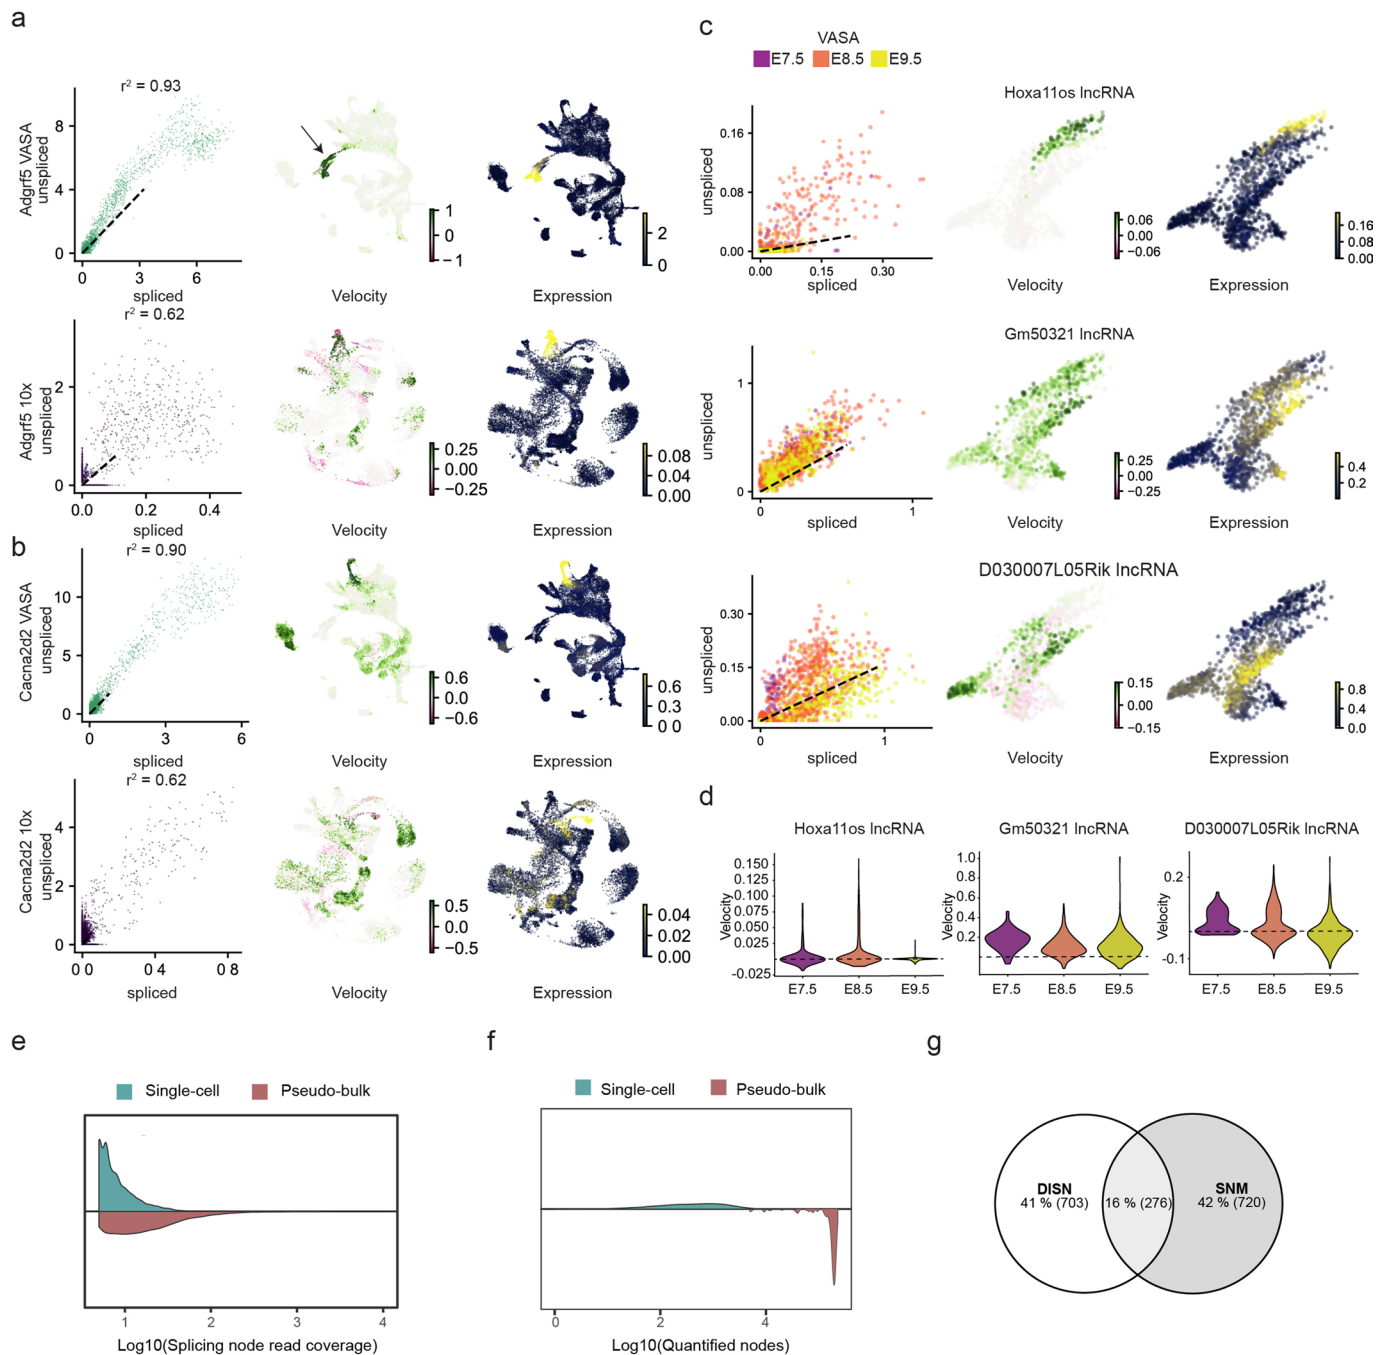 a
r² = 0.93
Adgrf5 VASA
unspliced
8
4
0
0 3 6
spliced
1
0
−1
Velocity
2
0
Expression
r² = 0.62
Adgrf5 10x
unspliced
2
0
0.0 0.2 0.4
spliced
0.25
0.00
−0.25
Velocity
0.08
0.04
0.00
Expression
b
r² = 0.90
Cacna2d2 VASA
unspliced
10
5
0
0 3 6
spliced
0.6
0.0
−0.6
Velocity
0.6
0.3
0.0
Expression
r² = 0.62
Cacna2d2 10x
unspliced
4
2
0
0.0 0.4 0.8
spliced
0.5
0.0
−0.5
Velocity
0.04
0.02
0.00
Expression
c
VASA
E7.5 E8.5 E9.5
Hoxa11os lncRNA
unspliced
0.16
0.08
0.00
0.00 0.15 0.30
spliced
0.06
0.00
−0.06
Velocity
0.16
0.08
0.00
Expression
Gm50321 lncRNA
unspliced
1
0
0 1
spliced
0.25
0.00
−0.25
Velocity
0.4
0.2
Expression
D030007L05Rik lncRNA
unspliced
0.30
0.15
0.00
0 1
spliced
0.15
0.00
−0.15
Velocity
0.8
0.4
0.0
Expression
d
Hoxa11os lncRNA
Velocity
0.150
0.125
0.100
0.075
0.050
0.025
0
-0.025
E7.5 E8.5 E9.5
Gm50321 lncRNA
Velocity
1.0
0.8
0.6
0.4
0.2
E7.5 E8.5 E9.5
D030007L05Rik lncRNA
Velocity
0.2
-0.1
E7.5 E8.5 E9.5
e
Single-cell Pseudo-bulk
1 2 3 4
Log10(Splicing node read coverage)
f
Single-cell Pseudo-bulk
0 2 4
Log10(Quantified nodes)
g
DISN
41 % (703)
16 % (276)
SNM
42 % (720)